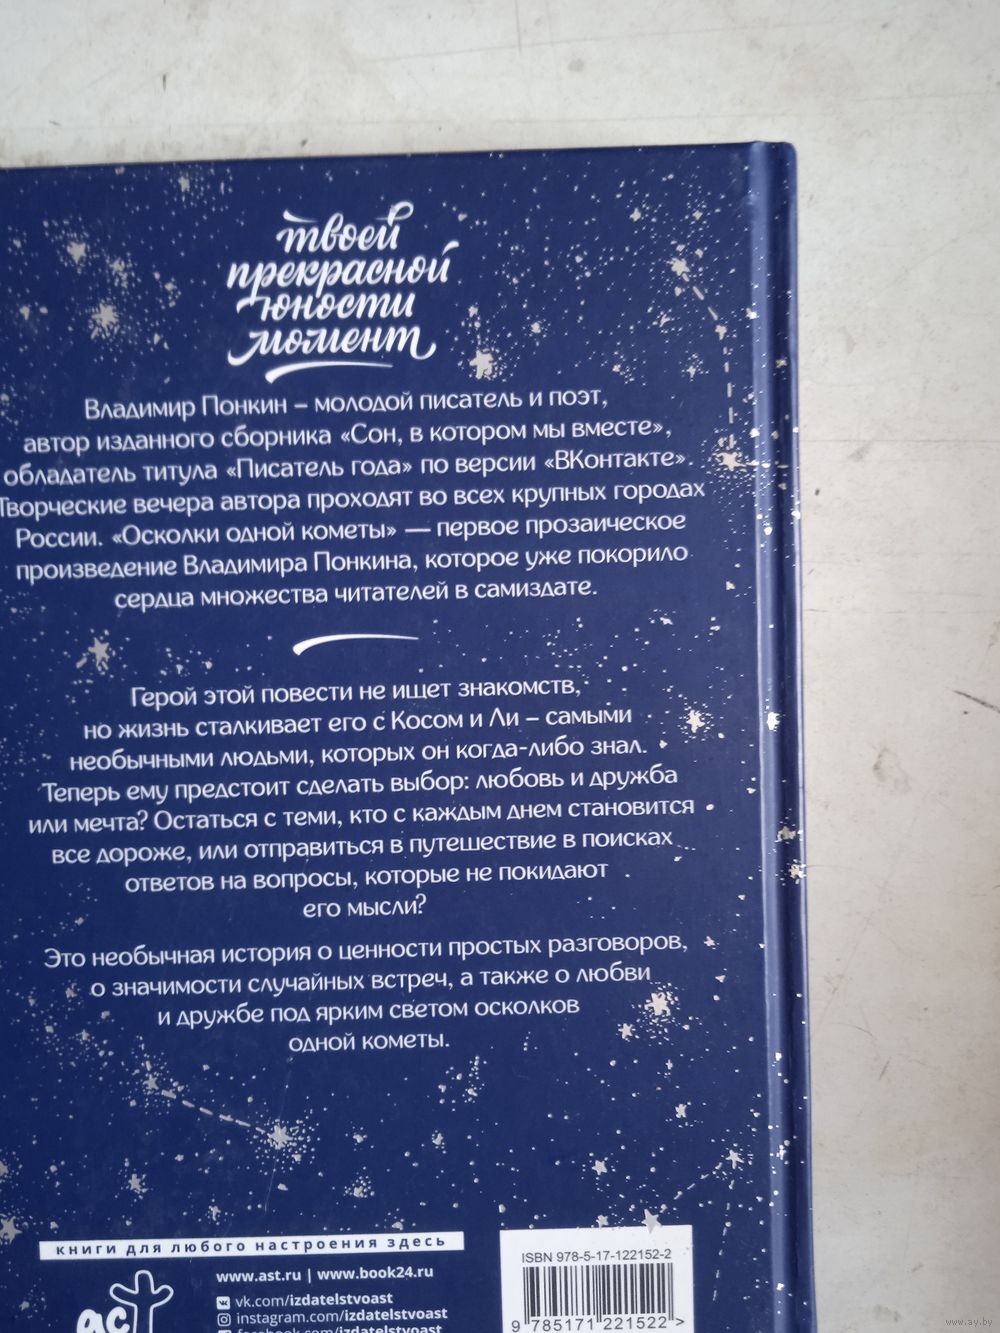 твоей
прекрасной
юности
момент
Владимир Понкин – молодой писатель и поэт,
автор изданного сборника «Сон, в котором мы вместе»,
обладатель титула «Писатель года» по версии «ВКонтакте».
Творческие вечера автора проходят во всех крупных городах
России. «Осколки одной кометы» — первое прозаическое
произведение Владимира Понкина, которое уже покорило
сердца множества читателей в самиздате.
Герой этой повести не ищет знакомств,
но жизнь сталкивает его с Косом и Ли – самыми
необычными людьми, которых он когда-либо знал.
Теперь ему предстоит сделать выбор: любовь и дружба
или мечта? Остаться с теми, кто с каждым днем становится
все дороже, или отправиться в путешествие в поисках
ответов на вопросы, которые не покидают
его мысли?
Это необычная история о ценности простых разговоров,
о значимости случайных встреч, а также о любви
и дружбе под ярким светом осколков
одной кометы.
книги для любого настроения здесь
www.ast.ru | www.book24.ru
vk.com/izdatelstvoast
instagram.com/izdatelstvoast
facebook.com/izdatelstvoast
аст
ISBN 978-5-17-122152-2
9 785171 221522 >
www.ay.by